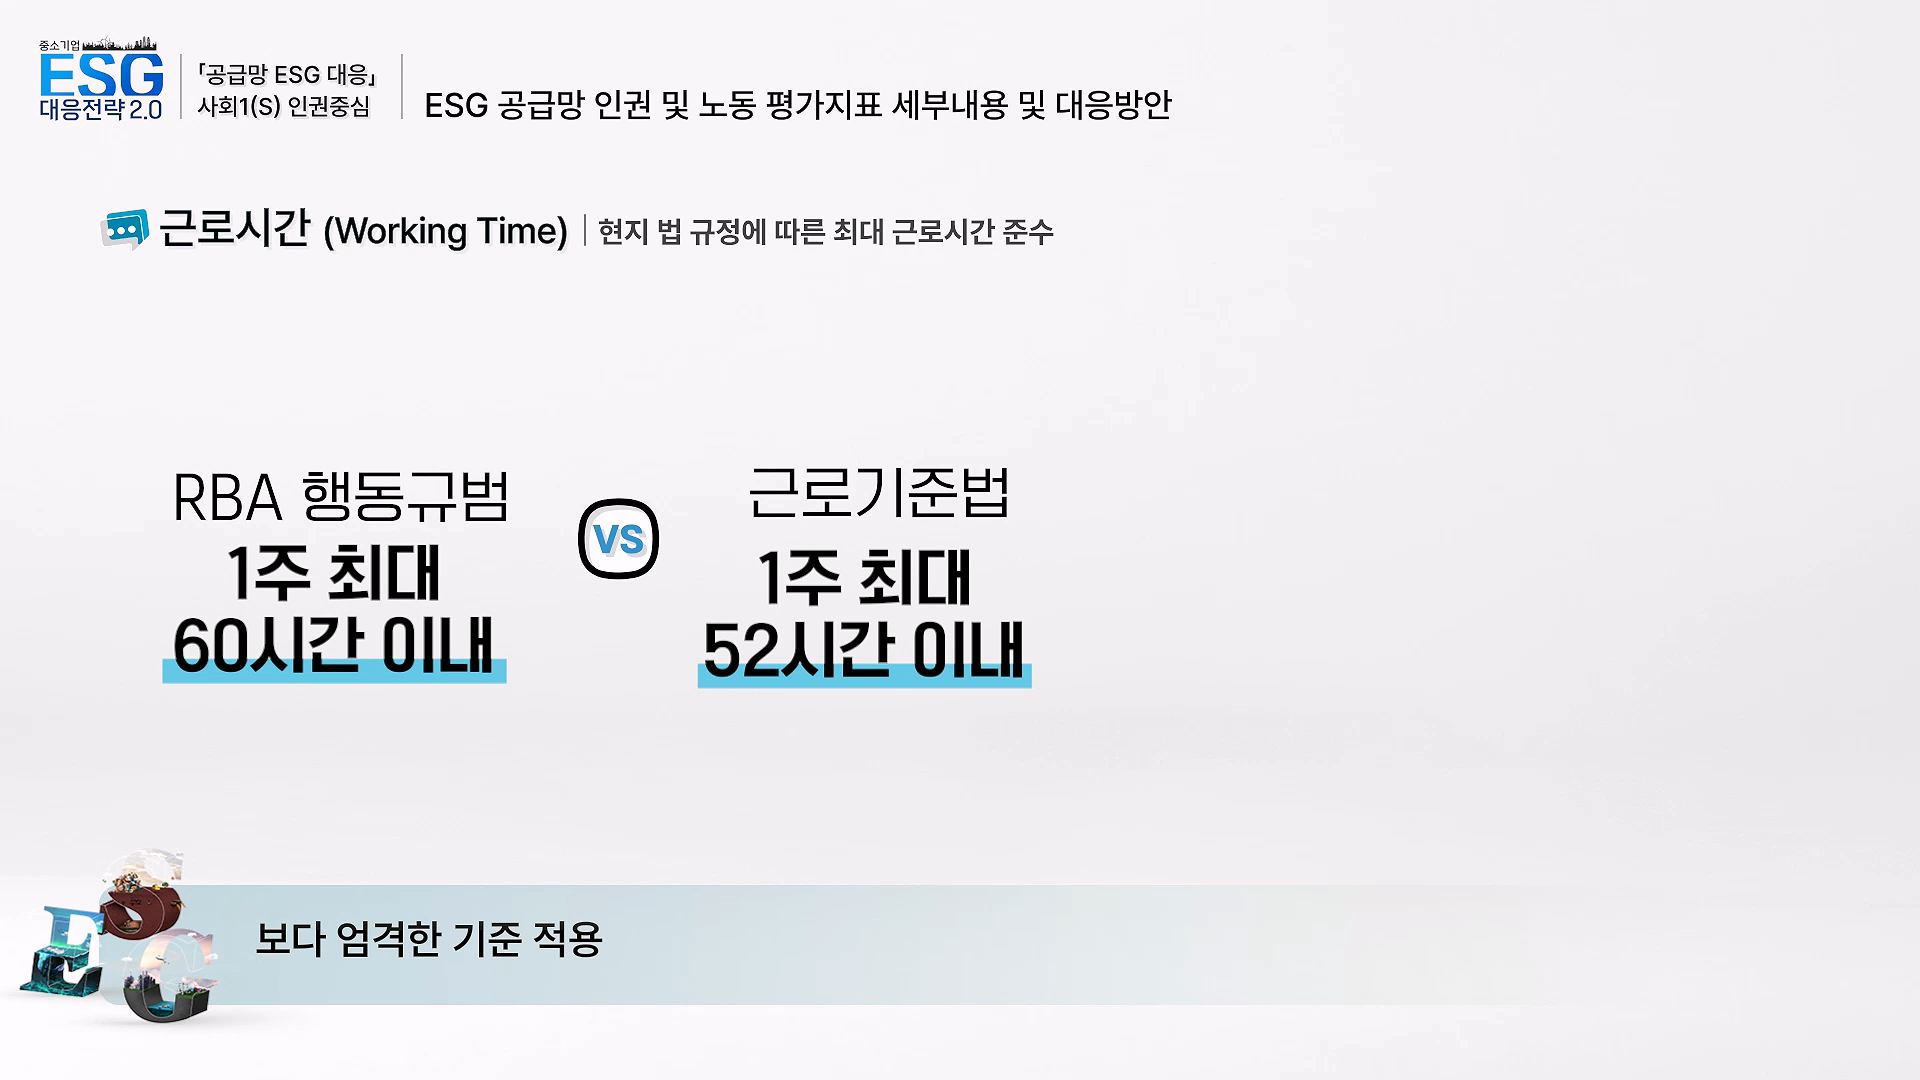 중소기업
ESG
대응전략 2.0
「공급망 ESG 대응」
사회1(S) 인권중심
ESG 공급망 인권 및 노동 평가지표 세부내용 및 대응방안
근로시간 (Working Time)
현지 법 규정에 따른 최대 근로시간 준수
RBA 행동규범
1주 최대
60시간 이내
VS
근로기준법
1주 최대
52시간 이내
ESG
보다 엄격한 기준 적용